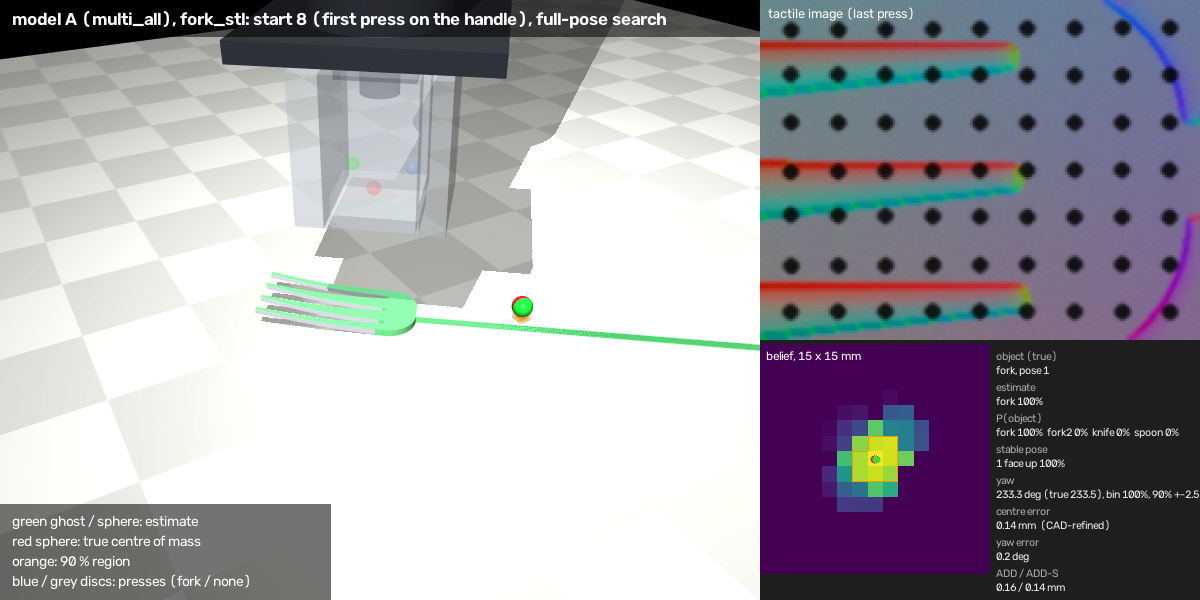 model A (multi_all), fork_stl: start 8 (first press on the handle), full-pose search
tactile image (last press)
green ghost / sphere: estimate
red sphere: true centre of mass
orange: 90 % region
blue / grey discs: presses (fork / none)
belief, 15 x 15 mm
object (true)
fork, pose 1
estimate
fork 100%
P(object)
fork 100% fork2 0% knife 0% spoon 0%
stable pose
1 face up 100%
yaw
233.3 deg (true 233.5), bin 100%, 90% +-2.5
centre error
0.14 mm (CAD-refined)
yaw error
0.2 deg
ADD / ADD-S
0.16 / 0.14 mm